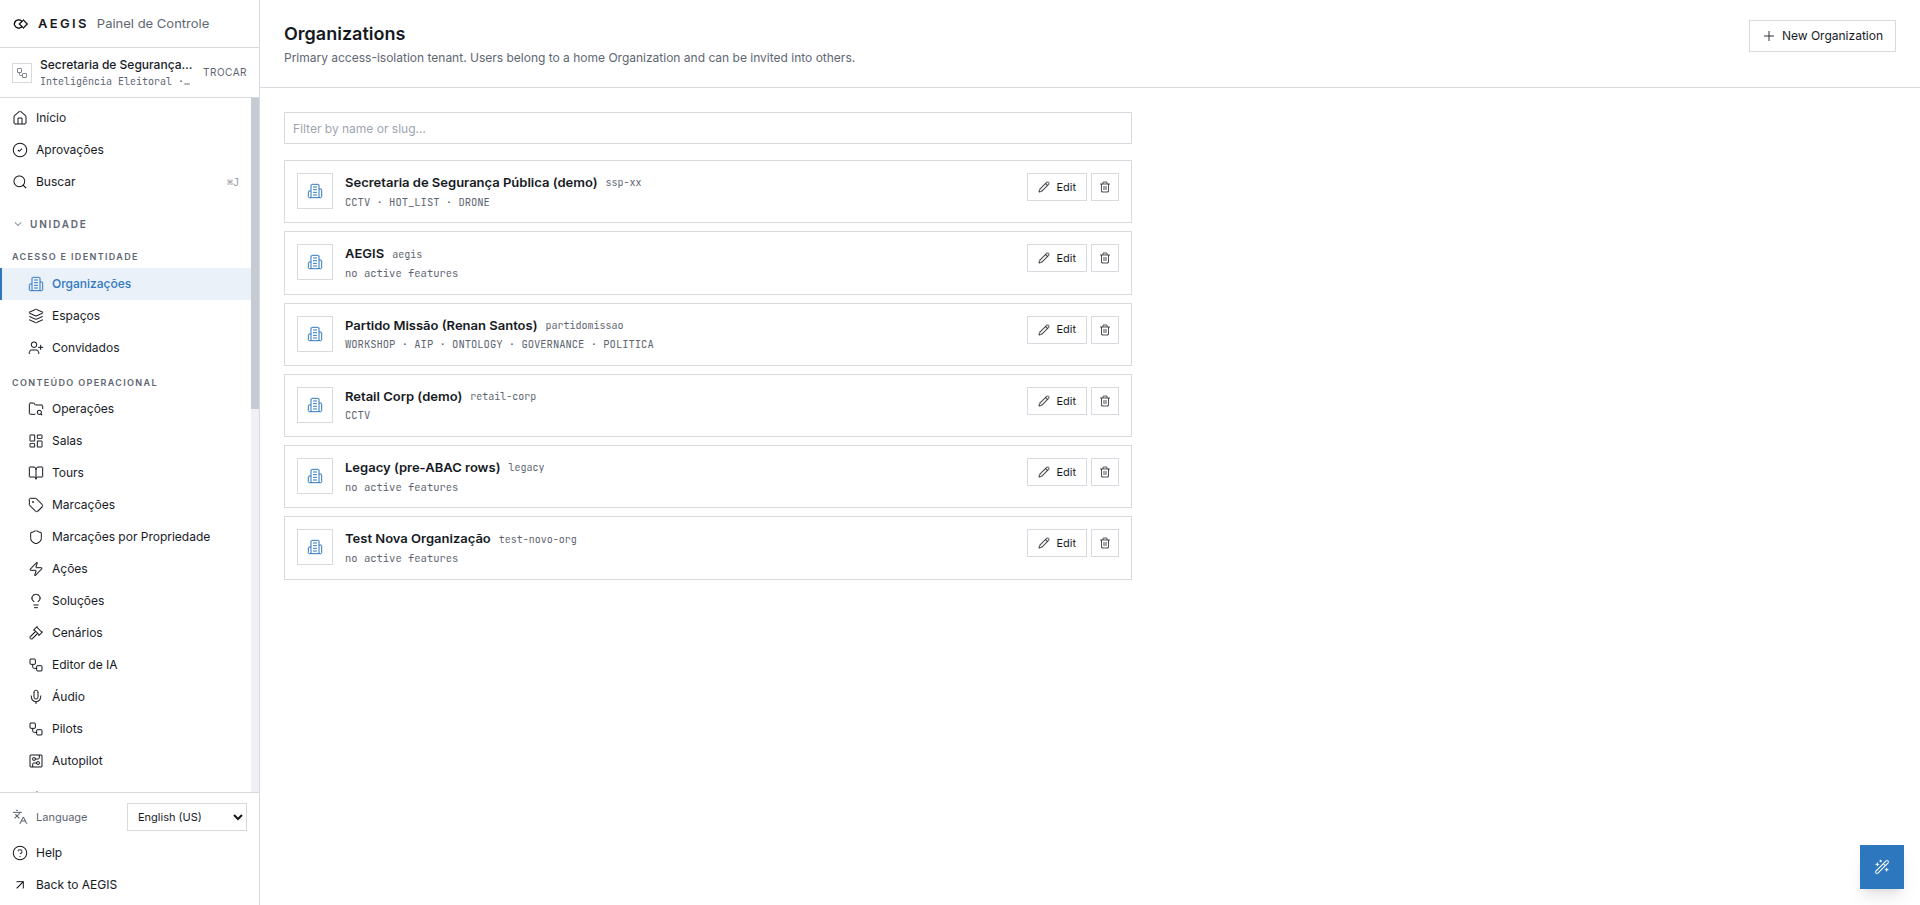 AEGIS Painel de Controle
Secretaria de Segurança...
Inteligência Eleitoral ·…
TROCAR
Início
Aprovações
Buscar ⌘J
UNIDADE
ACESSO E IDENTIDADE
Organizações
Espaços
Convidados
CONTEÚDO OPERACIONAL
Operações
Salas
Tours
Marcações
Marcações por Propriedade
Ações
Soluções
Cenários
Editor de IA
Áudio
Pilots
Autopilot
Language English (US)
Help
Back to AEGIS
Organizations
Primary access-isolation tenant. Users belong to a home Organization and can be invited into others.
New Organization
Filter by name or slug...
Secretaria de Segurança Pública (demo) ssp-xx
CCTV · HOT_LIST · DRONE
Edit
AEGIS aegis
no active features
Edit
Partido Missão (Renan Santos) partidomissao
WORKSHOP · AIP · ONTOLOGY · GOVERNANCE · POLITICA
Edit
Retail Corp (demo) retail-corp
CCTV
Edit
Legacy (pre-ABAC rows) legacy
no active features
Edit
Test Nova Organização test-novo-org
no active features
Edit